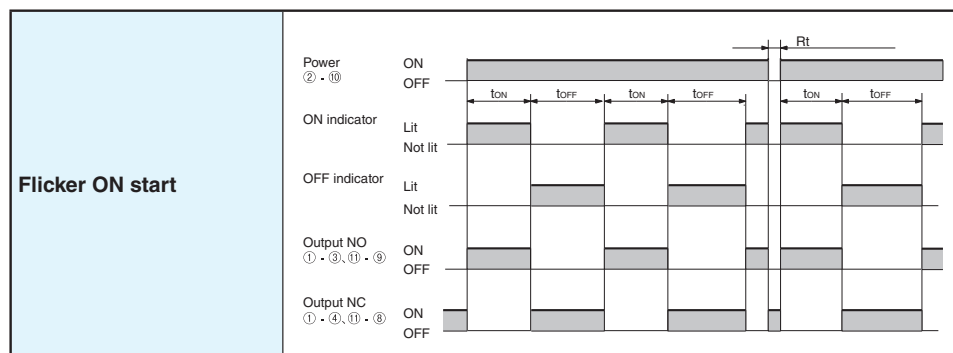 Flicker ON start
Rt
Power
② - ⑩
ON
OFF
tON tOFF tON tOFF tON tOFF
ON indicator
Lit
Not lit
OFF indicator
Lit
Not lit
Output NO
① - ③、⑪ - ⑨
ON
OFF
Output NC
① - ④、⑪ - ⑧
ON
OFF